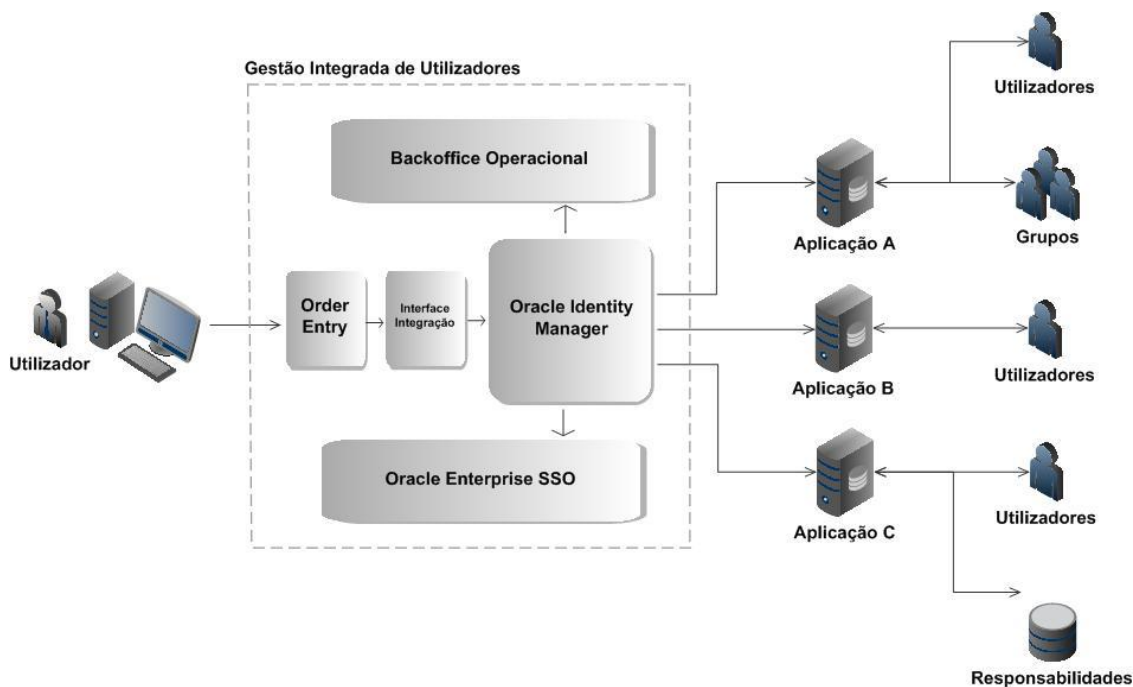 Gestão Integrada de Utilizadores
Backoffice Operacional
Order
Entry
Interface
Integração
Oracle Identity
Manager
Oracle Enterprise SSO
Utilizador
Aplicação A
Aplicação B
Aplicação C
Utilizadores
Grupos
Utilizadores
Utilizadores
Responsabilidades